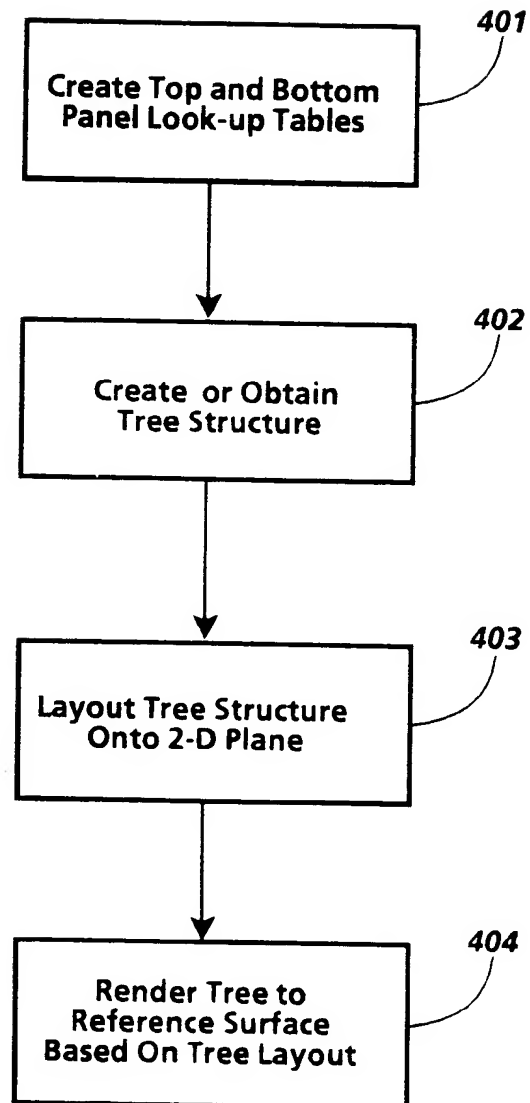 401
Create Top and Bottom
Panel Look-up Tables
402
Create or Obtain
Tree Structure
403
Layout Tree Structure
Onto 2-D Plane
404
Render Tree to
Reference Surface
Based On Tree Layout